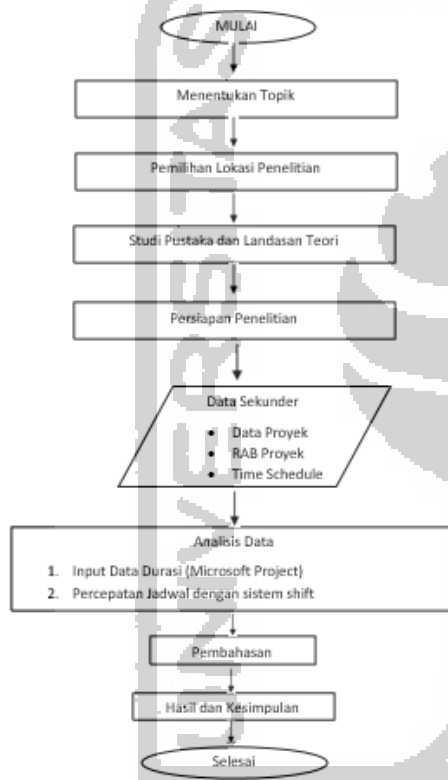 MULAI
Menentukan Topik
Pemilihan Lokasi Penelitian
Studi Pustaka dan Landasan Teori
Persiapan Penelitian
Data Sekunder
• Data Proyek
• RAB Proyek
• Time Schedule
Analisis Data
1. Input Data Durasi (Microsoft Project)
2. Percepatan Jadwal dengan sistem shift
Pembahasan
Hasil dan Kesimpulan
Selesai